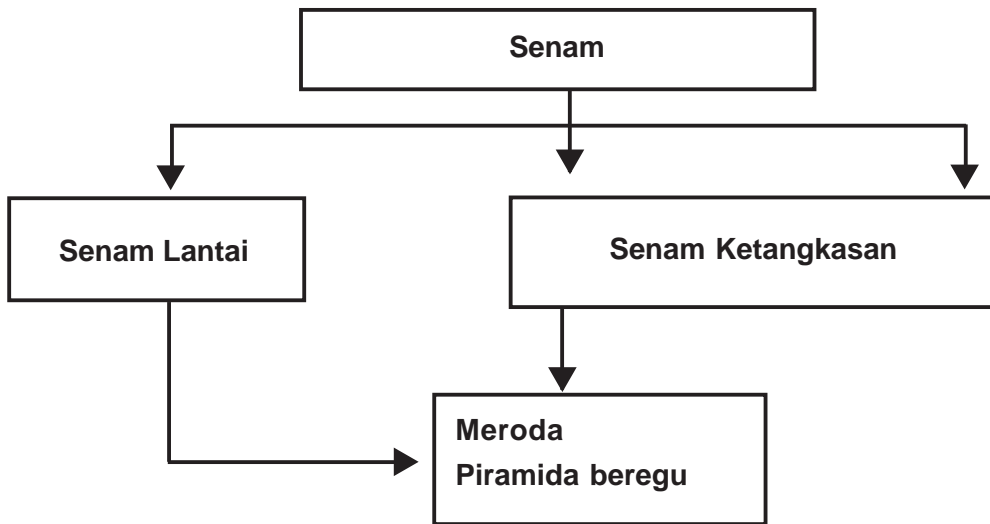 Senam
Senam Lantai
Senam Ketangkasan
Meroda
Piramida beregu